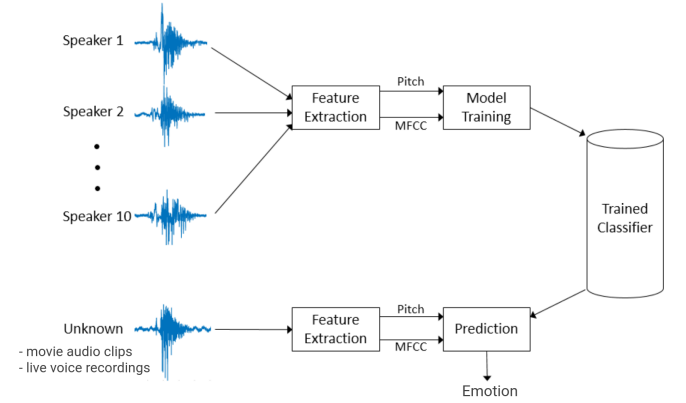 Speaker 1
Speaker 2
Speaker 10
Feature
Extraction
Pitch
MFCC
Model
Training
Trained
Classifier
Unknown
- movie audio clips
- live voice recordings
Feature
Extraction
Pitch
MFCC
Prediction
Emotion